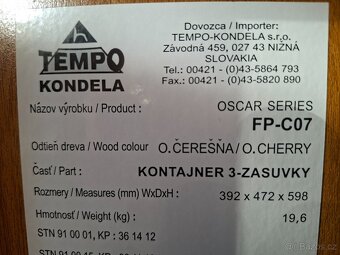 Dovozca / Importer:
TEMPO-KONDELA s.r.o.
Závodná 459, 027 43 NIŽNÁ
SLOVAKIA
Tel.: 00421 - (0)43-5864 793
Fax.: 00421 - (0)43-5820 890
TEMPO
KONDELA
Názov výrobku / Product : OSCAR SERIES
FP-C07
Odtieň dreva / Wood colour O.ČEREŠŇA/O.CHERRY
Časť / Part : KONTAJNER 3-ZASUVKY
Rozmery / Measures (mm) WxDxH : 392 x 472 x 598
Hmotnosť / Weight (kg) : 19,6
STN 91 00 01, KP : 36 14 12